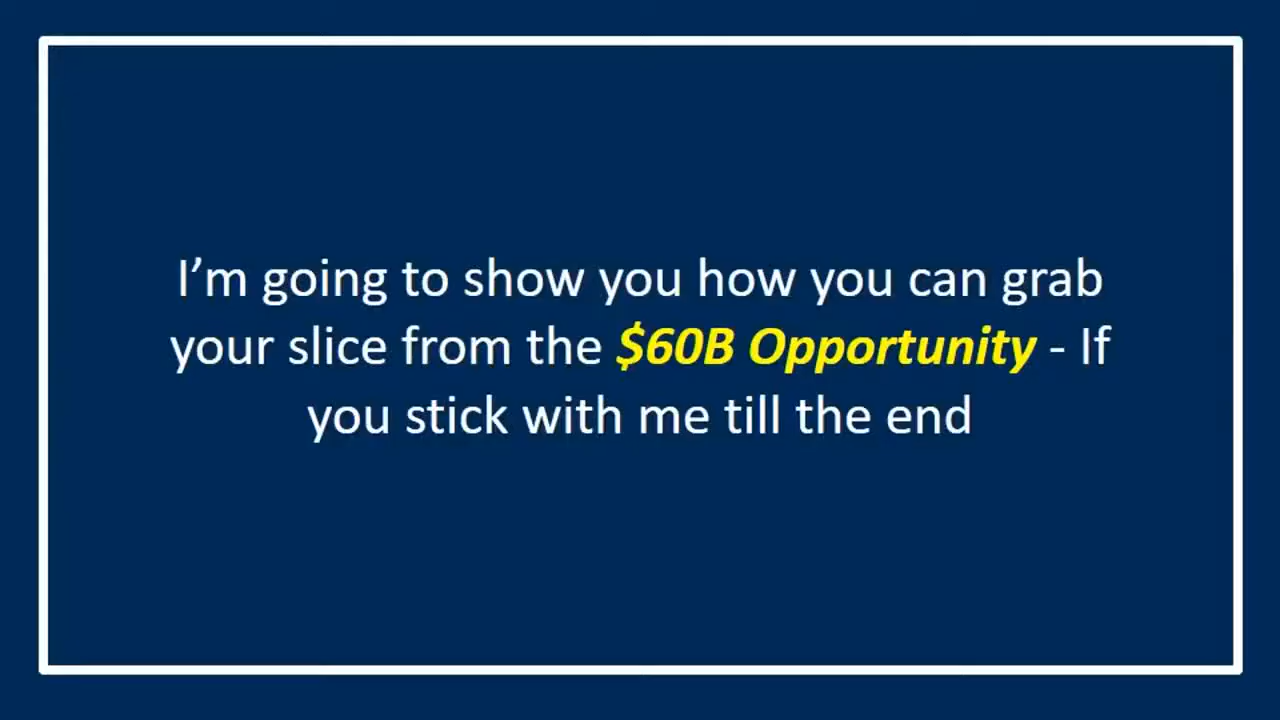 I’m going to show you how you can grab
your slice from the $60B Opportunity - If
you stick with me till the end